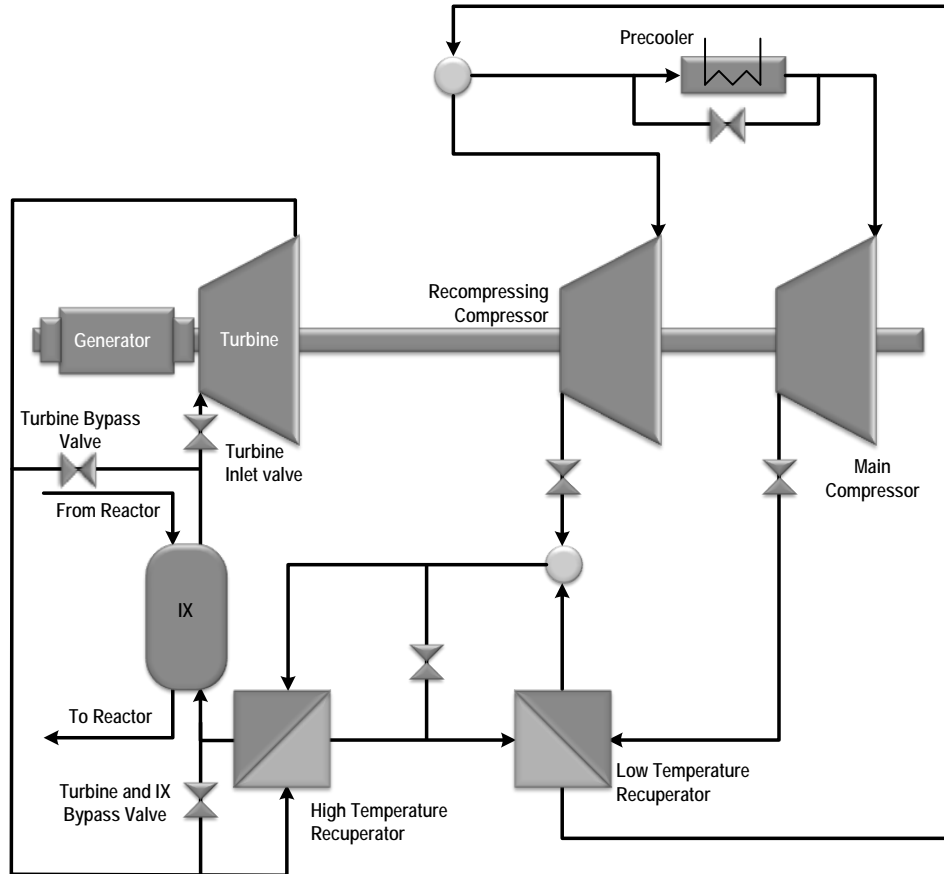 Precooler
Recompressing
Compressor
Generator
Turbine
Turbine Bypass
Valve
Turbine
Inlet valve
Main
Compressor
From Reactor
IX
To Reactor
Turbine and IX
Bypass Valve
High Temperature
Recuperator
Low Temperature
Recuperator